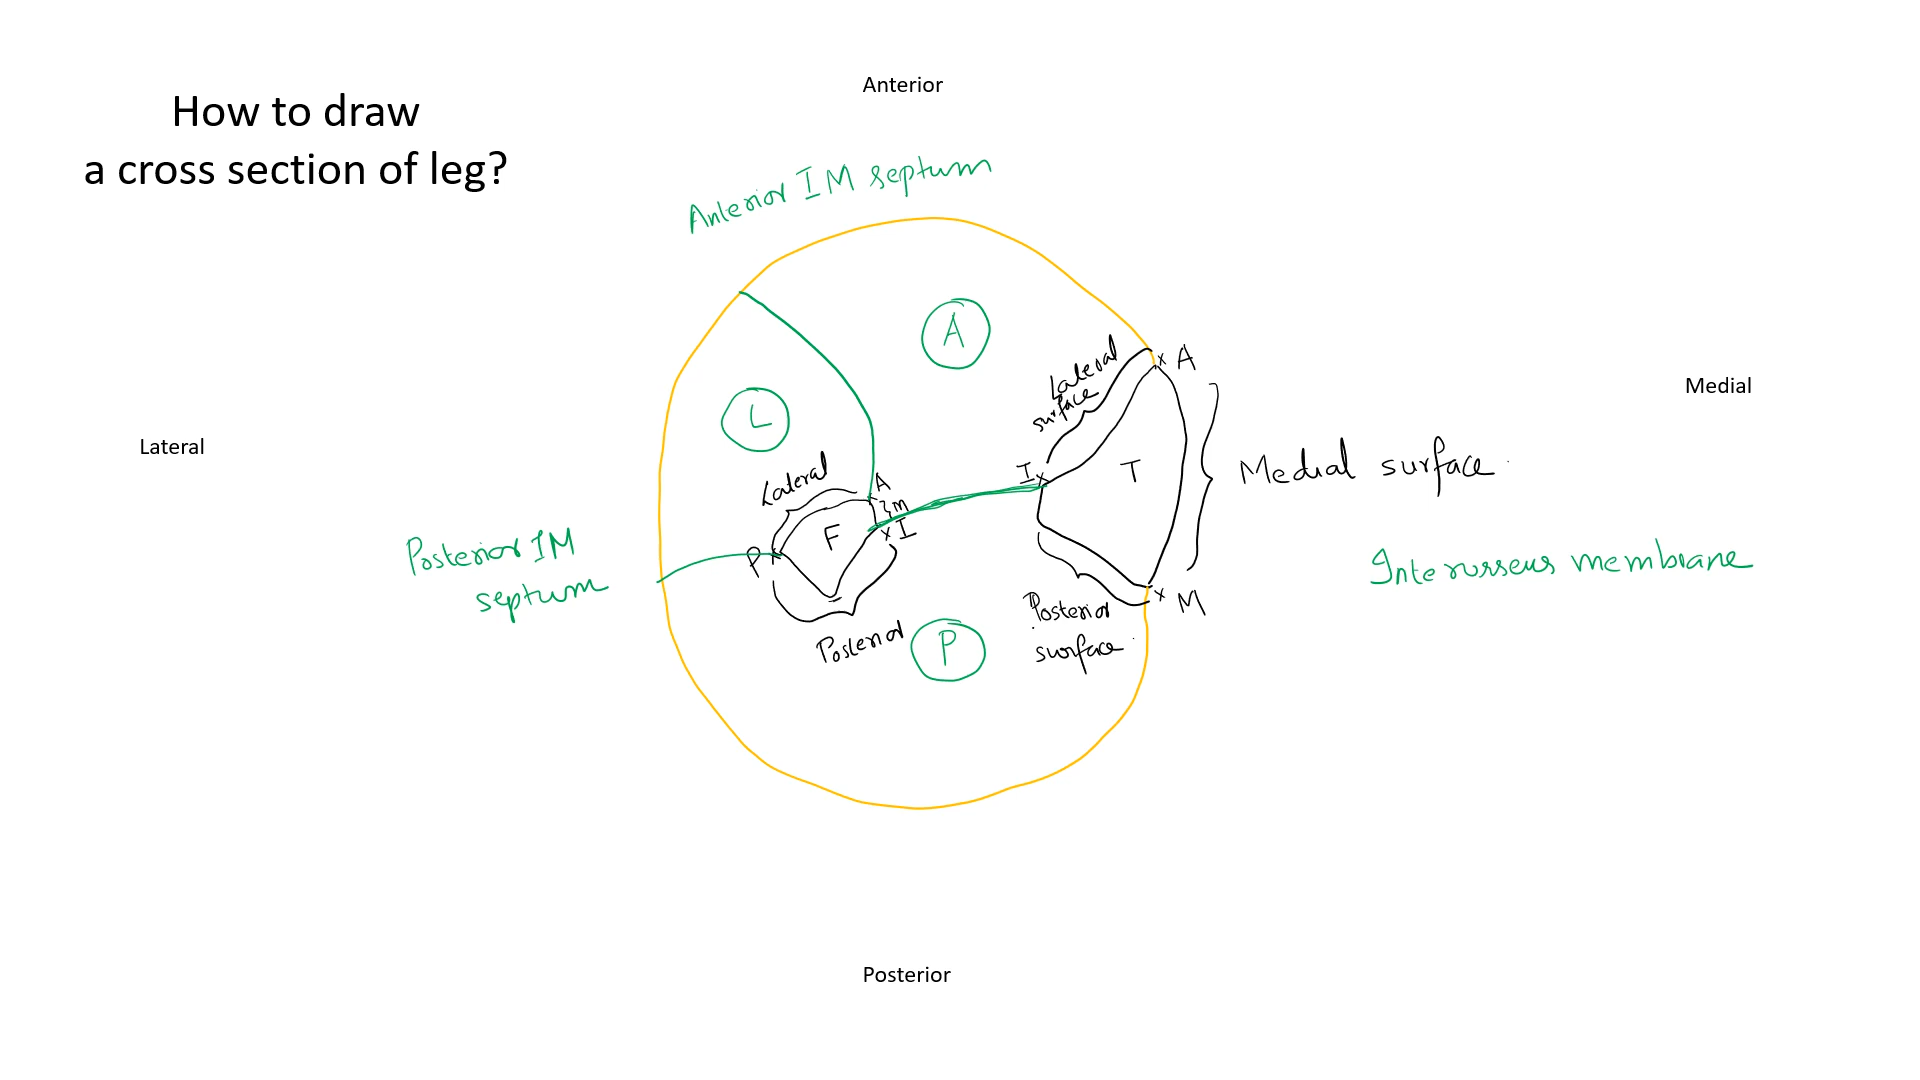 How to draw
a cross section of leg?
Anterior
Anterior IM septum
A
Lateral
surface
A
Medial
L
Lateral
Lateral
A
I
T
Medial surface
m
F
I
P
Posterior IM
septum
Interosseus membrane
Posterior
surface
M
Posterior
P
Posterior